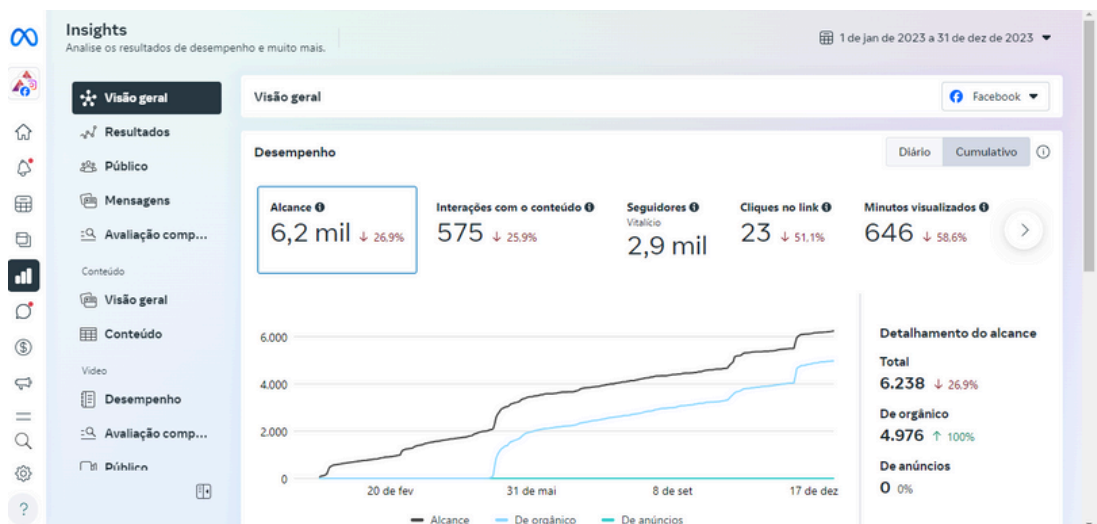 Insights
Analise os resultados de desempenho e muito mais.
1 de jan de 2023 a 31 de dez de 2023
Visão geral
Resultados
Público
Mensagens
Avaliação comp...
Conteúdo
Visão geral
Conteúdo
Vídeo
Desempenho
Avaliação comp...
Público
Visão geral
Facebook
Desempenho
Diário Cumulativo
Alcance
6,2 mil ↓ 26,9%
Interações com o conteúdo
575 ↓ 25,9%
Seguidores
Vitalício
2,9 mil
Cliques no link
23 ↓ 51,1%
Minutos visualizados
646 ↓ 58,6%
6.000
4.000
2.000
0
20 de fev 31 de mai 8 de set 17 de dez
Alcance De orgânico De anúncios
Detalhamento do alcance
Total
6.238 ↓ 26,9%
De orgânico
4.976 ↑ 100%
De anúncios
0 0%